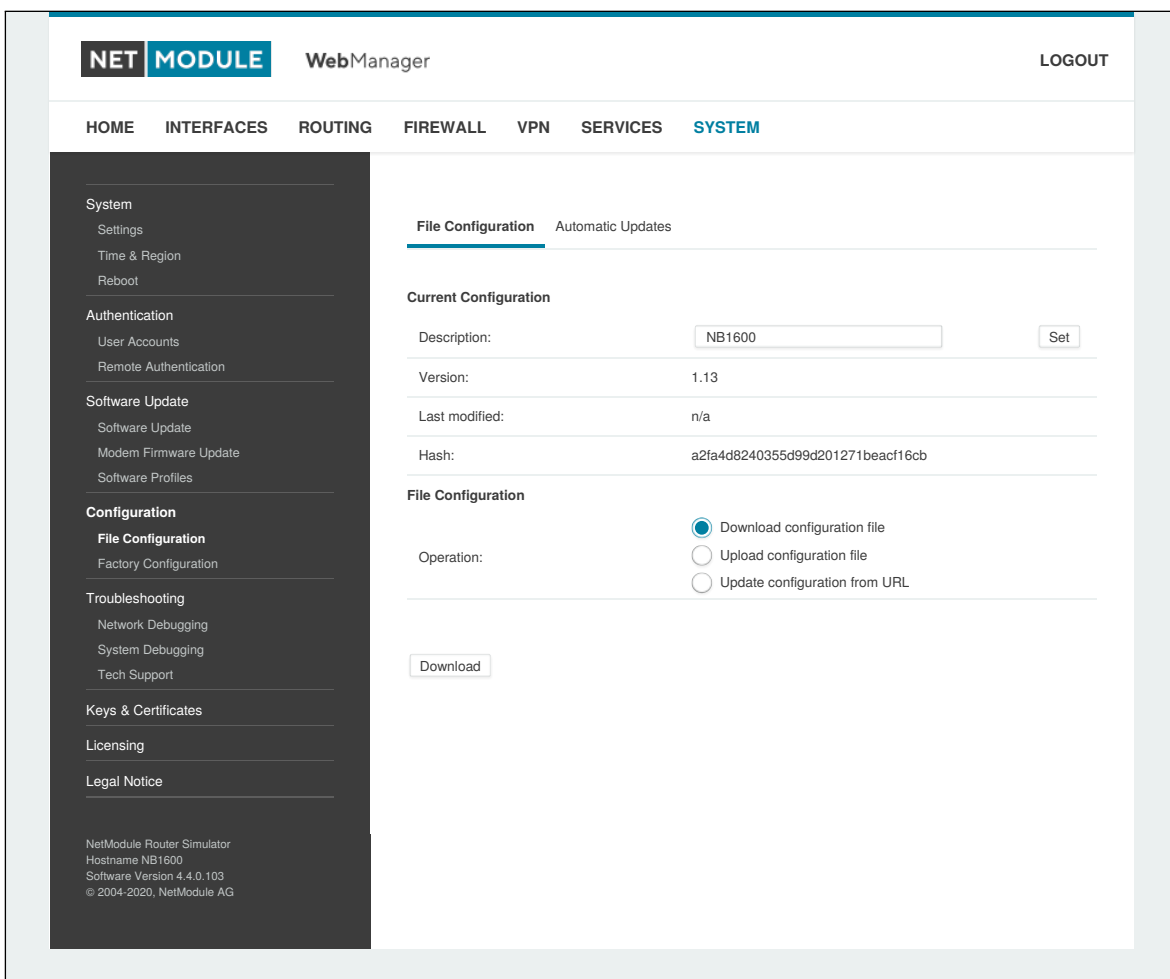 NET MODULE WebManager LOGOUT
HOME INTERFACES ROUTING FIREWALL VPN SERVICES SYSTEM
System
Settings
Time & Region
Reboot
Authentication
User Accounts
Remote Authentication
Software Update
Software Update
Modem Firmware Update
Software Profiles
Configuration
File Configuration
Factory Configuration
Troubleshooting
Network Debugging
System Debugging
Tech Support
Keys & Certificates
Licensing
Legal Notice
NetModule Router Simulator
Hostname NB1600
Software Version 4.4.0.103
© 2004-2020, NetModule AG
File Configuration Automatic Updates
Current Configuration
Description: NB1600 Set
Version: 1.13
Last modified: n/a
Hash: a2fa4d8240355d99d201271beacf16cb
File Configuration
Operation:
Download configuration file
Upload configuration file
Update configuration from URL
Download